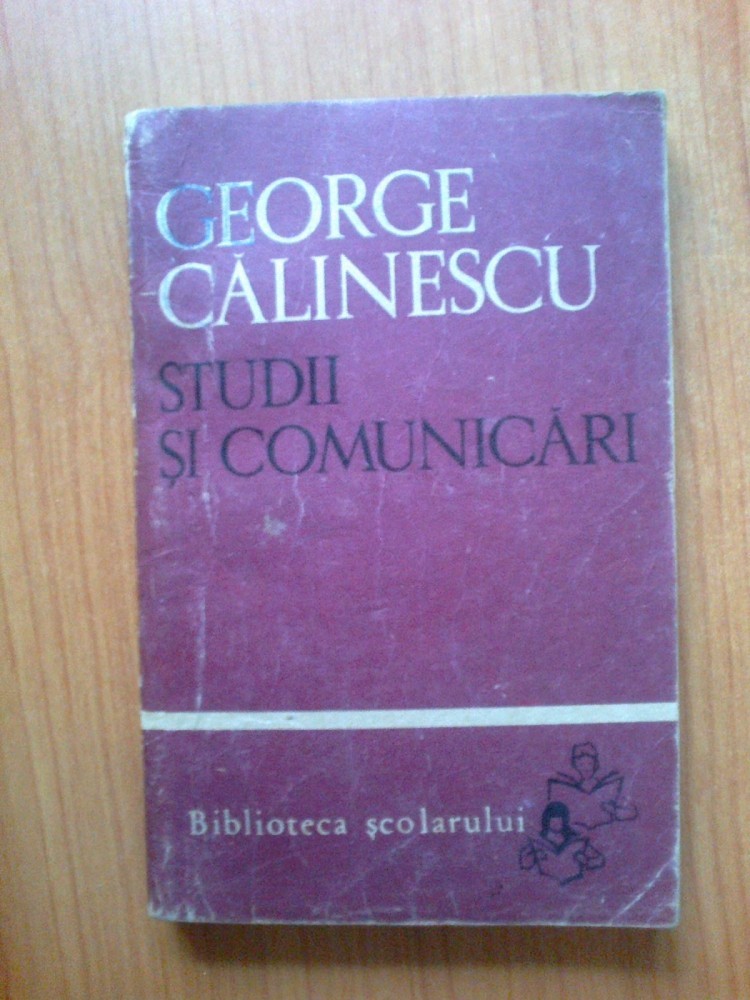 GEORGE
CĂLINESCU
STUDII
ȘI COMUNICĂRI
Biblioteca școlarului